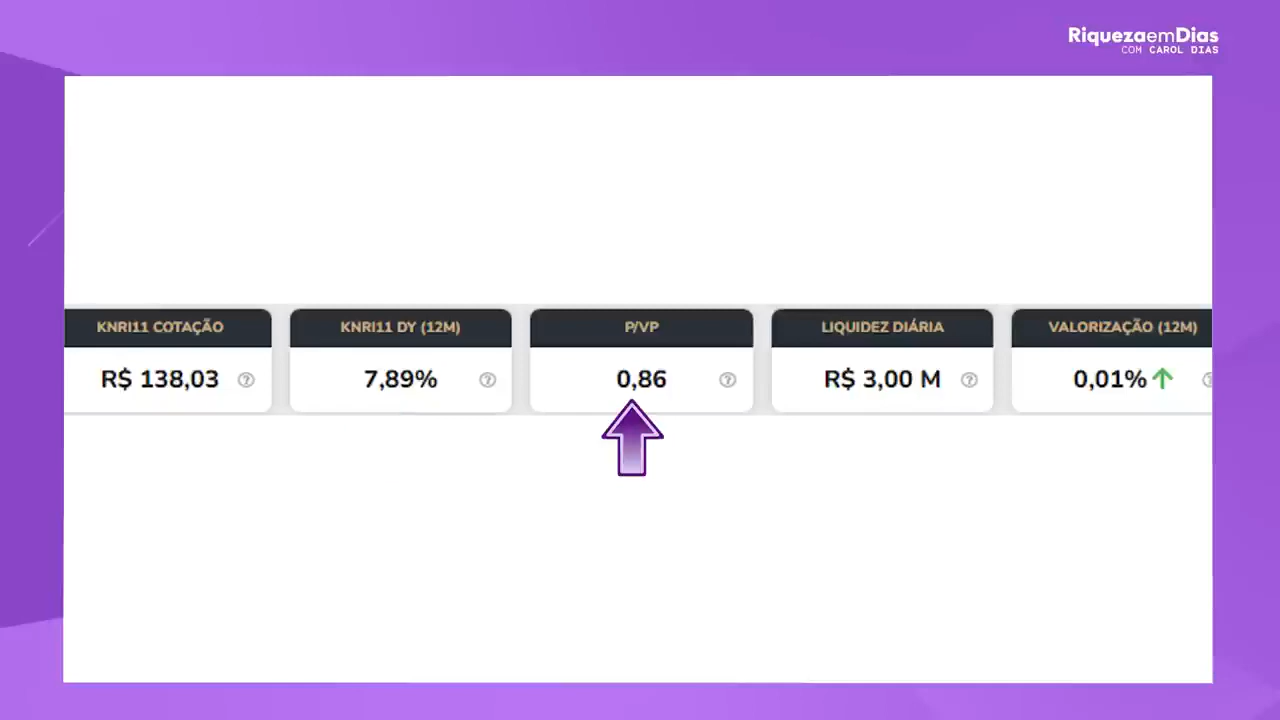 RiquezaemDias
COM CAROL DIAS
KNRI11 COTAÇÃO
R$ 138,03
KNRI11 DY (12M)
7,89%
P/VP
0,86
LIQUIDEZ DIÁRIA
R$ 3,00 M
VALORIZAÇÃO (12M)
0,01%